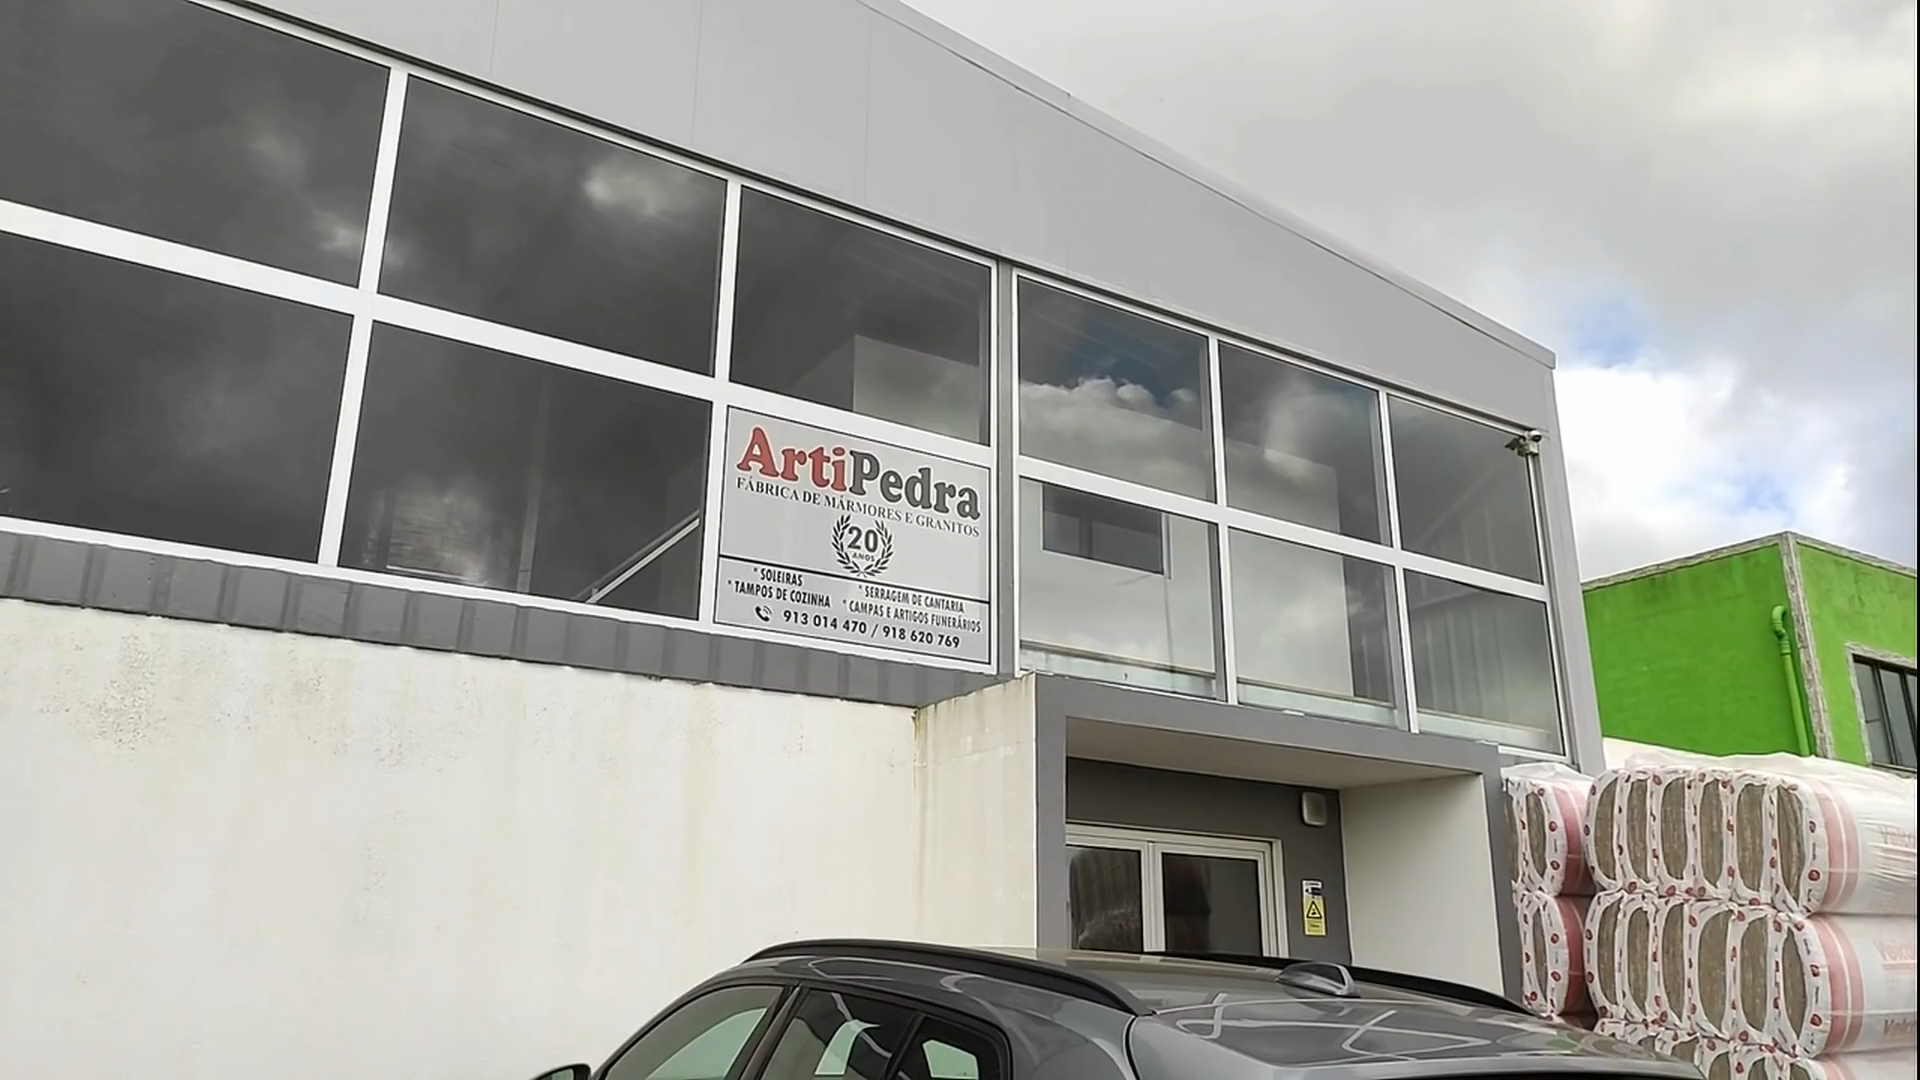 ArtiPedra
FÁBRICA DE MÁRMORES E GRANITOS
20
ANOS
* SOLEIRAS
* TAMPOS DE COZINHA
* SERRAGEM DE CANTARIA
* CAMPAS E ARTIGOS FUNERÁRIOS
913 014 470 / 918 620 769